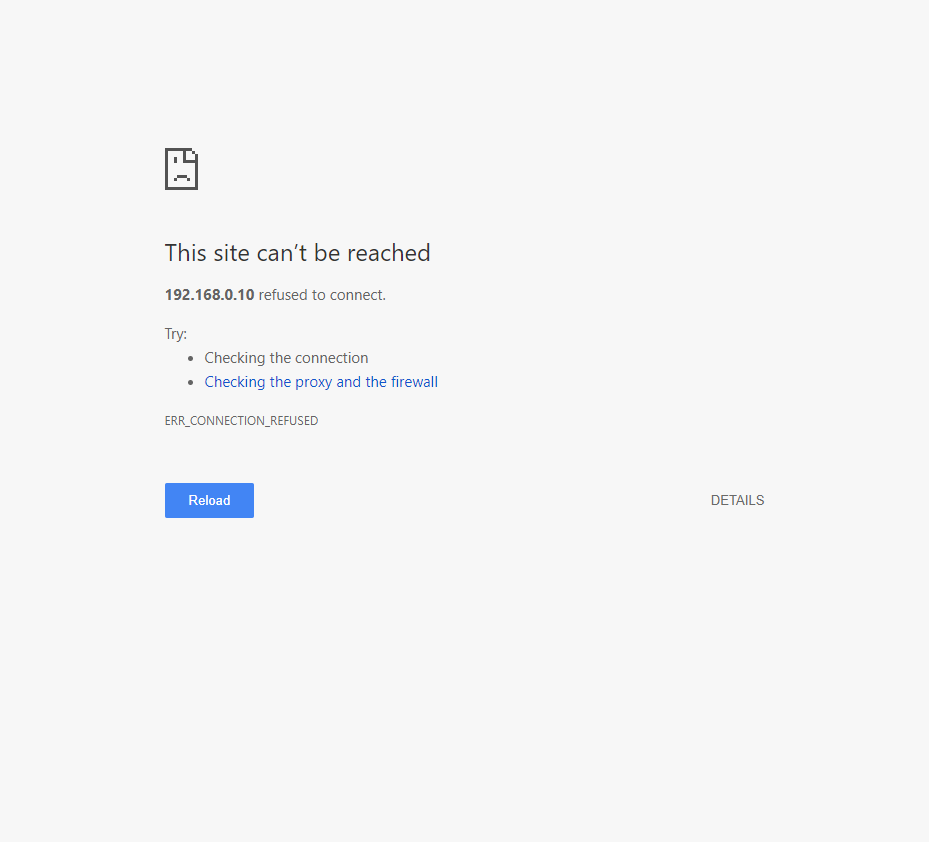 This site can’t be reached
192.168.0.10 refused to connect.
Try:
Checking the connection
Checking the proxy and the firewall
ERR_CONNECTION_REFUSED
Reload
DETAILS